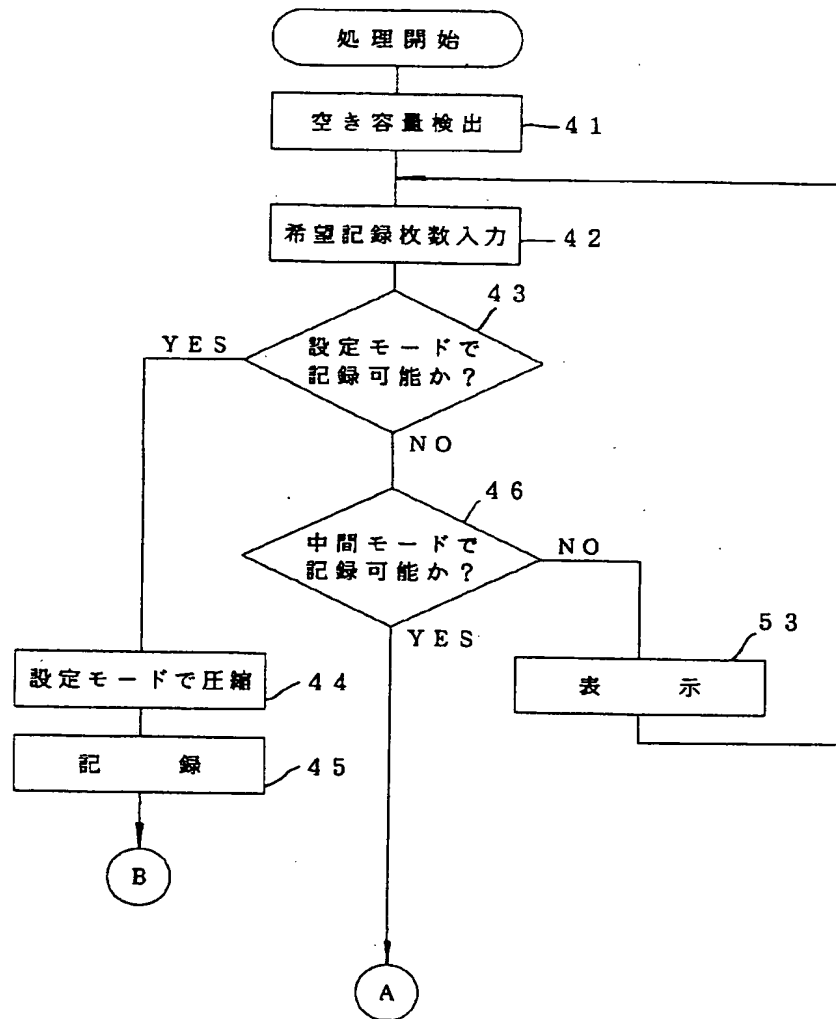 処理開始
空き容量検出
41
希望記録枚数入力
42
43
YES
設定モードで
記録可能か？
NO
46
中間モードで
記録可能か？
NO
YES
53
設定モードで圧縮
44
表示
記録
45
B
A